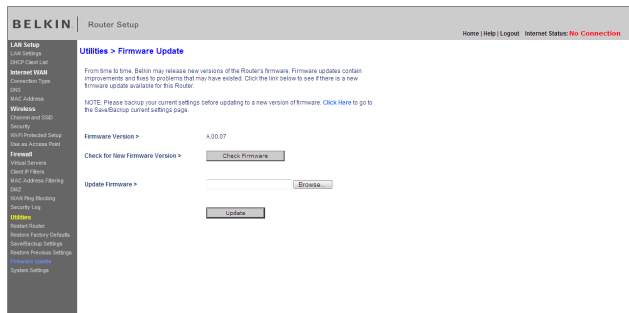 BELKIN. Router Setup
Home | Help | Logout Internet Status: No Connection
LAN Setup
LAN Settings
DHCP Client List
Internet WAN
Connection Type
DNS
MAC Address
Wireless
Channel and SSID
Security
Wi-Fi Protected Setup
Use as Access Point
Firewall
Virtual Servers
Client IP Filters
MAC Address Filtering
DMZ
WAN Ping Blocking
Security Log
Utilities
Restart Router
Restore Factory Defaults
Save/Backup Settings
Restore Previous Settings
Firmware Update
System Settings
Utilities > Firmware Update
From time to time, Belkin may release new versions of the Router's firmware. Firmware updates contain
improvements and fixes to problems that may have existed. Click the link below to see if there is a new
firmware update available for this Router.
NOTE: Please backup your current settings before updating to a new version of firmware. Click Here to go to
the Save/Backup current settings page.
Firmware Version > A.00.07
Check for New Firmware Version > Check Firmware
Update Firmware > Browse...
Update